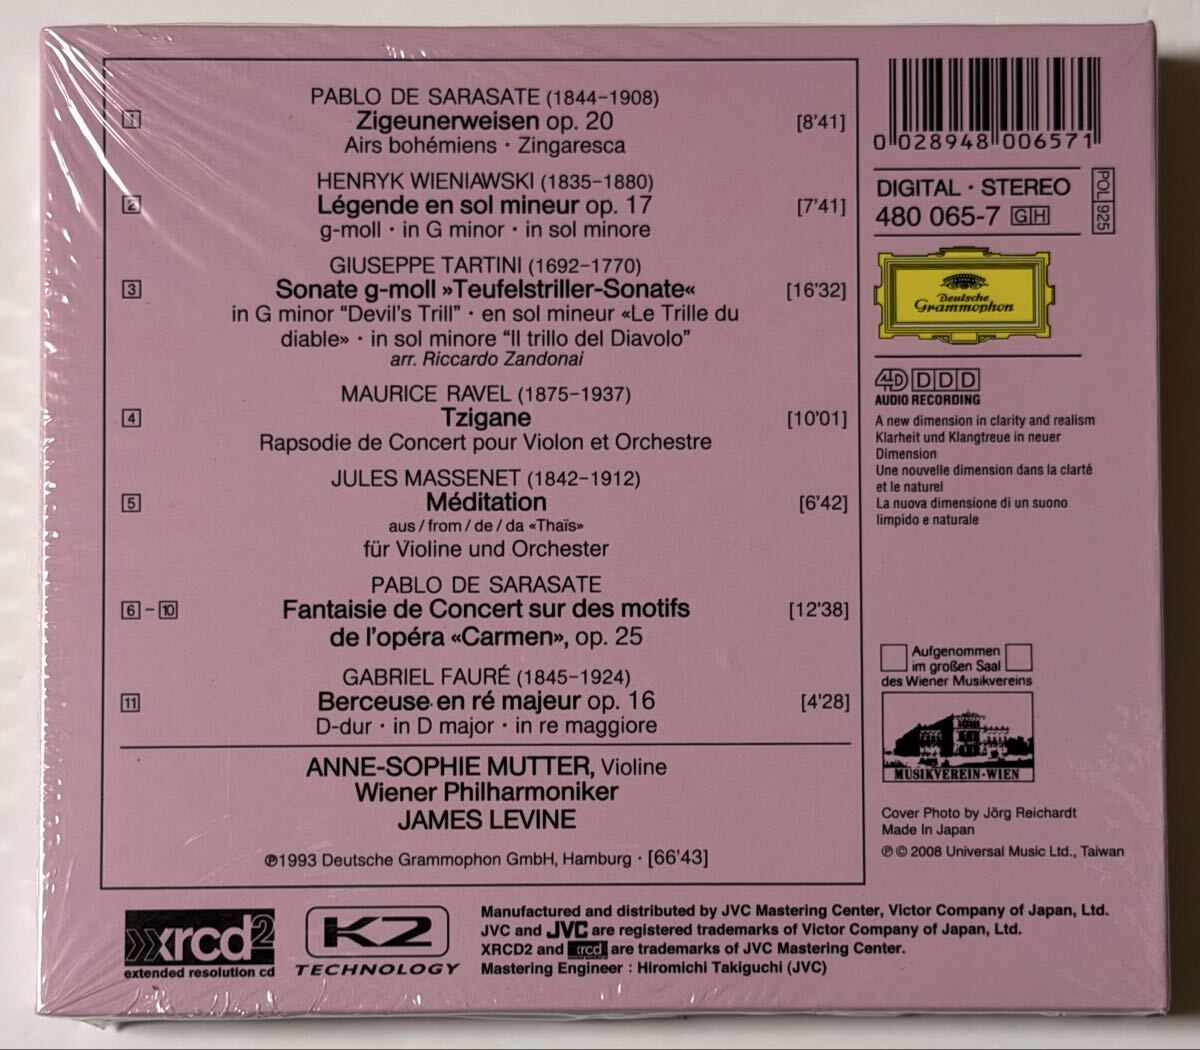 PABLO DE SARASATE (1844–1908)
1 Zigeunerweisen op. 20 [8'41]
Airs bohémiens · Zingaresca
HENRYK WIENIAWSKI (1835–1880)
2 Légende en sol mineur op. 17 [7'41]
g-moll · in G minor · in sol minore
GIUSEPPE TARTINI (1692–1770)
3 Sonate g-moll »Teufelstriller-Sonate« [16'32]
in G minor “Devil's Trill” · en sol mineur «Le Trille du
diable» · in sol minore “Il trillo del Diavolo”
arr. Riccardo Zandonai
MAURICE RAVEL (1875–1937)
4 Tzigane [10'01]
Rapsodie de Concert pour Violon et Orchestre
JULES MASSENET (1842–1912)
5 Méditation [6'42]
aus / from / de / da «Thaïs»
für Violine und Orchester
PABLO DE SARASATE
6 – 10 Fantaisie de Concert sur des motifs [12'38]
de l'opéra «Carmen», op. 25
GABRIEL FAURÉ (1845–1924)
11 Berceuse en ré majeur op. 16 [4'28]
D-dur · in D major · in re maggiore
ANNE-SOPHIE MUTTER, Violine
Wiener Philharmoniker
JAMES LEVINE
℗1993 Deutsche Grammophon GmbH, Hamburg · [66'43]
0 028948 006571
DIGITAL · STEREO
480 065-7 GH
POL 925
Deutsche
Grammophon
4D DDD
AUDIO RECORDING
A new dimension in clarity and realism
Klarheit und Klangtreue in neuer
Dimension
Une nouvelle dimension dans la clarté
et le naturel
La nuova dimensione di un suono
limpido e naturale
Aufgenommen
im großen Saal
des Wiener Musikvereins
MUSIKVEREIN·WIEN
Cover Photo by Jörg Reichardt
Made In Japan
℗ © 2008 Universal Music Ltd., Taiwan
xrcd2
extended resolution cd
K2
TECHNOLOGY
Manufactured and distributed by JVC Mastering Center, Victor Company of Japan, Ltd.
JVC and JVC are registered trademarks of Victor Company of Japan, Ltd.
XRCD2 and xrcd are trademarks of JVC Mastering Center.
Mastering Engineer : Hiromichi Takiguchi (JVC)